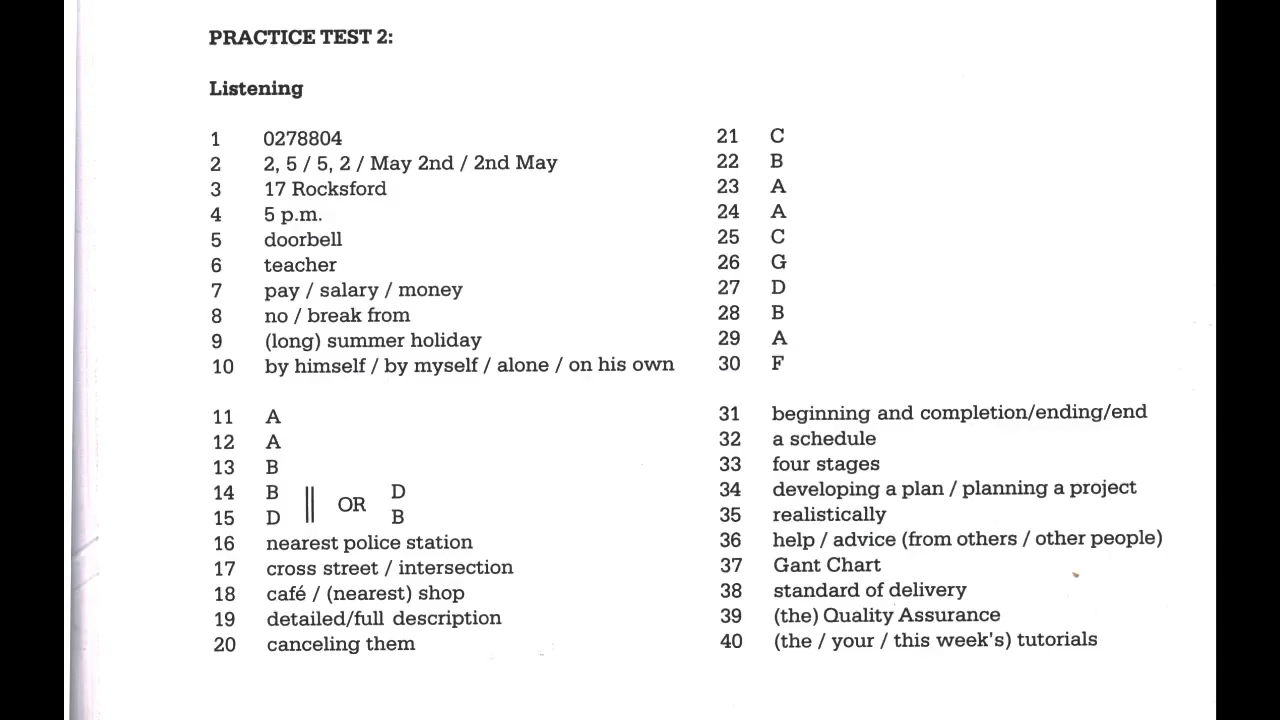 PRACTICE TEST 2:
Listening
1 0278804
2 2, 5 / 5, 2 / May 2nd / 2nd May
3 17 Rocksford
4 5 p.m.
5 doorbell
6 teacher
7 pay / salary / money
8 no / break from
9 (long) summer holiday
10 by himself / by myself / alone / on his own
11 A
12 A
13 B
14 B || OR D
15 D B
16 nearest police station
17 cross street / intersection
18 café / (nearest) shop
19 detailed/full description
20 canceling them
21 C
22 B
23 A
24 A
25 C
26 G
27 D
28 B
29 A
30 F
31 beginning and completion/ending/end
32 a schedule
33 four stages
34 developing a plan / planning a project
35 realistically
36 help / advice (from others / other people)
37 Gant Chart
38 standard of delivery
39 (the) Quality Assurance
40 (the / your / this week's) tutorials